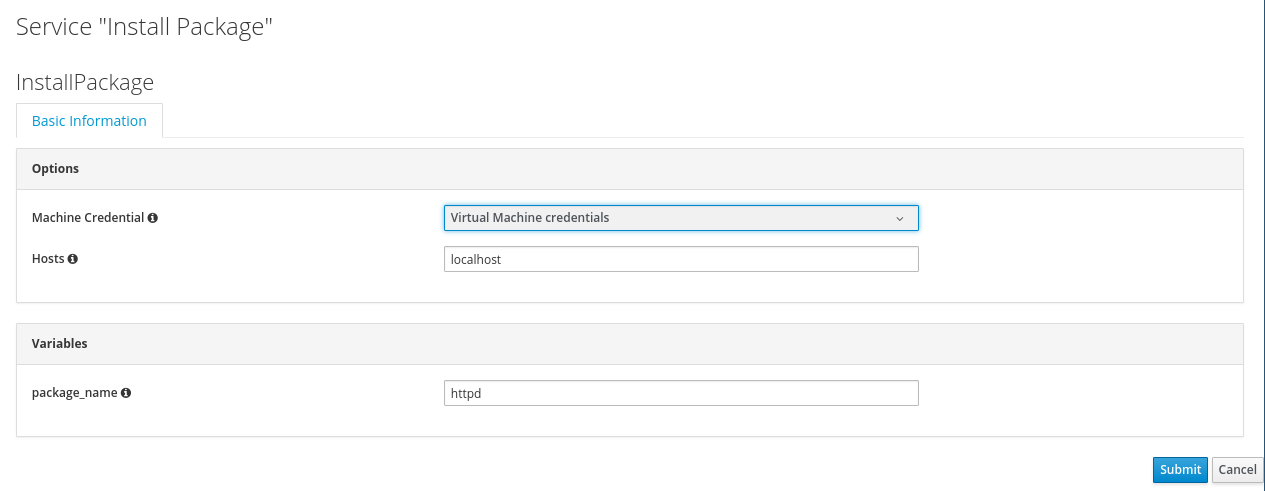 Service "Install Package"
InstallPackage
Basic Information
Options
Machine Credential
Virtual Machine credentials
Hosts
localhost
Variables
package_name
httpd
Submit Cancel